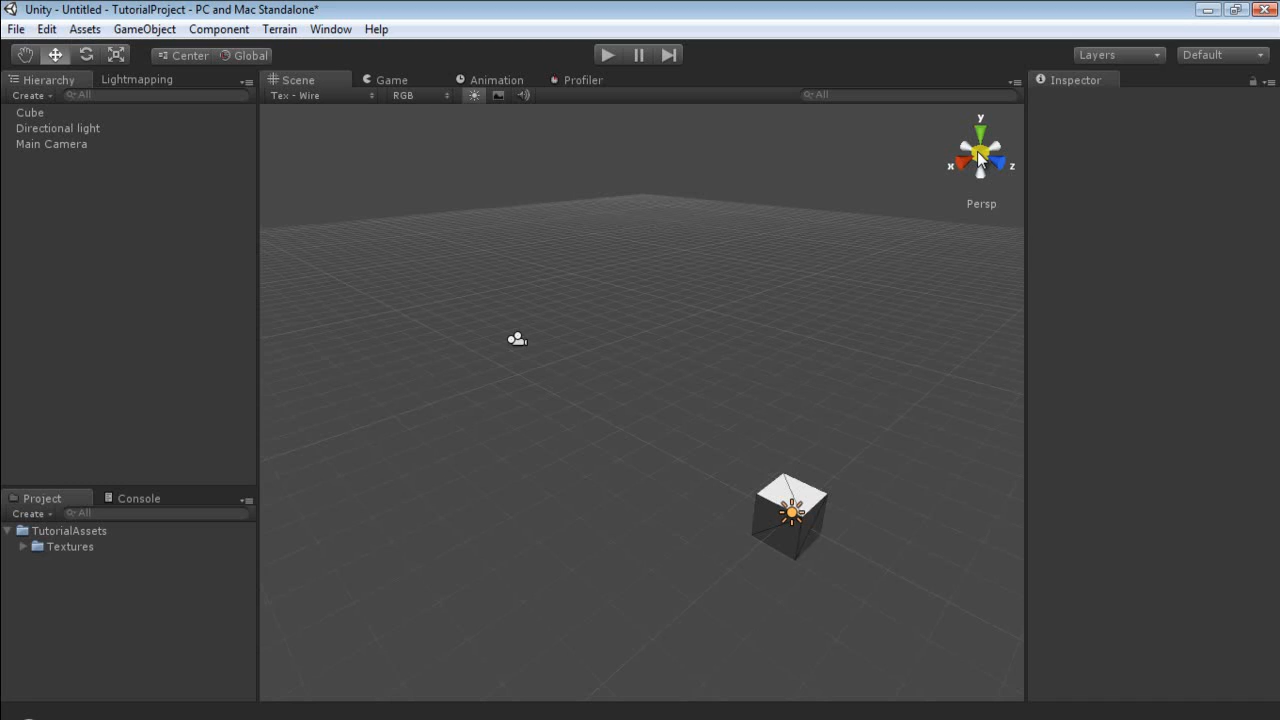 Unity - Untitled - TutorialProject - PC and Mac Standalone*
File Edit Assets GameObject Component Terrain Window Help
Center Global Layers Default
Hierarchy Lightmapping Scene Game Animation Profiler Inspector
Create All Tex - Wire RGB All
Cube
Directional light
Main Camera
y
x z
Persp
Project Console
Create All
TutorialAssets
Textures